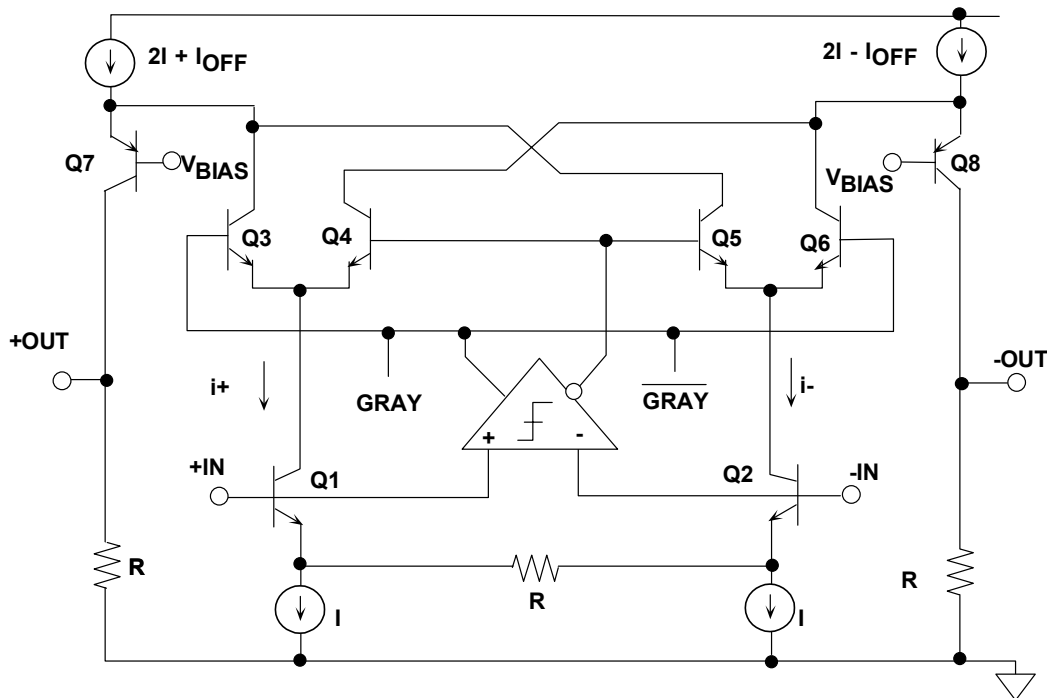 2I + IOFF
2I - IOFF
Q7
VBIAS
VBIAS
Q8
Q3
Q4
Q5
Q6
+OUT
-OUT
i+
GRAY
GRAY
i-
+
-
+IN
Q1
Q2
-IN
R
R
R
I
I